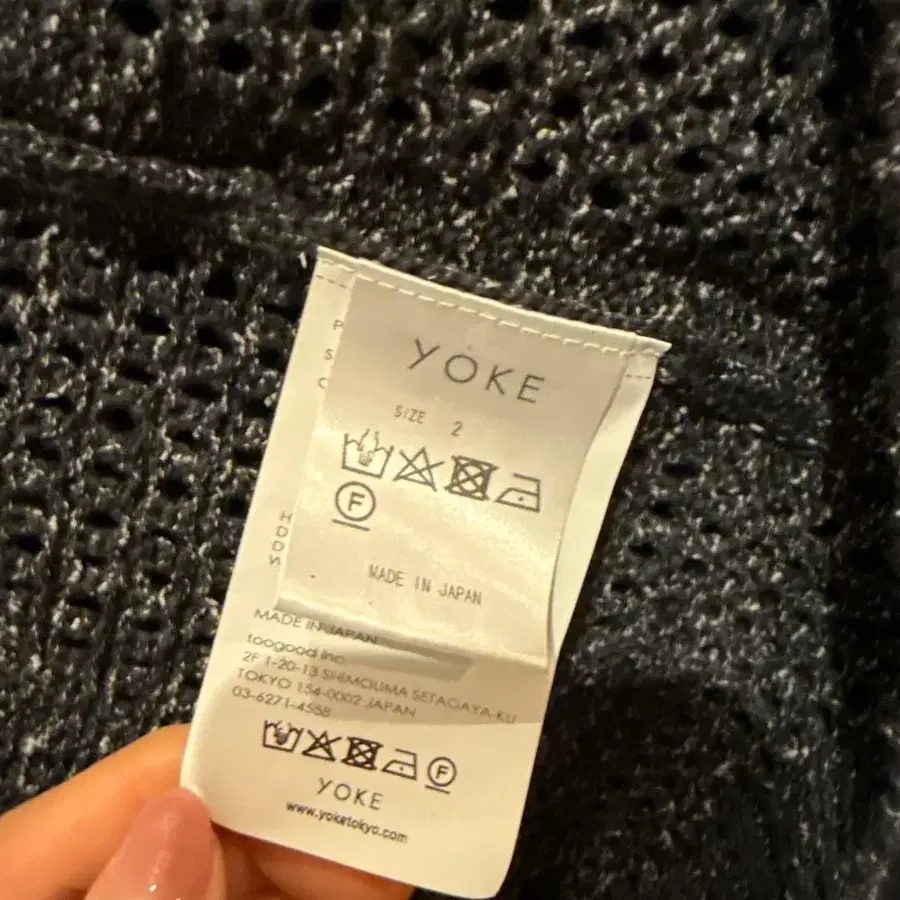 YOKE
SIZE 2
F
MADE IN JAPAN
MADE IN JAPAN
toogood Inc.
2F 1-20-13 SHIMOUMA SETAGAYA-KU
TOKYO 154-0002 JAPAN
03-6271-4558
F
YOKE
www.yoketokyo.com